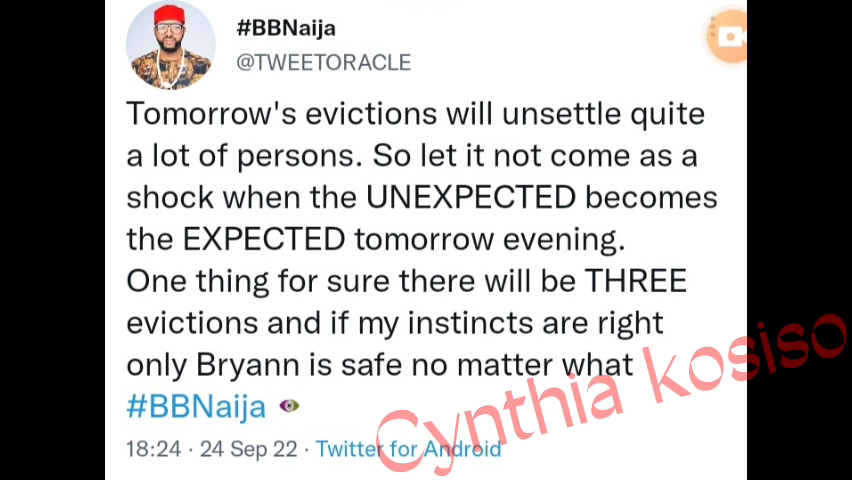 #BBNaija
@TWEETORACLE
Tomorrow's evictions will unsettle quite
a lot of persons. So let it not come as a
shock when the UNEXPECTED becomes
the EXPECTED tomorrow evening.
One thing for sure there will be THREE
evictions and if my instincts are right
only Bryann is safe no matter what
#BBNaija
18:24 · 24 Sep 22 · Twitter for Android
Cynthia kosiso